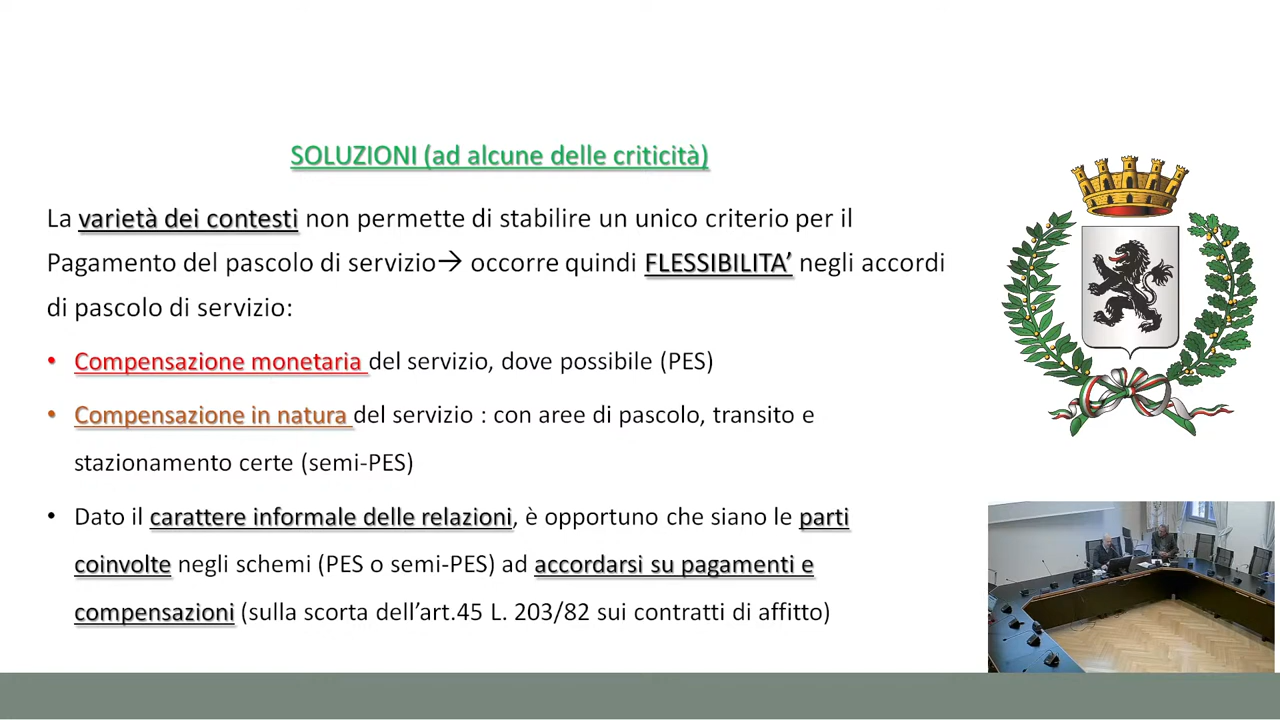 SOLUZIONI (ad alcune delle criticità)
La varietà dei contesti non permette di stabilire un unico criterio per il
Pagamento del pascolo di servizio→ occorre quindi FLESSIBILITA’ negli accordi
di pascolo di servizio:
• Compensazione monetaria del servizio, dove possibile (PES)
• Compensazione in natura del servizio : con aree di pascolo, transito e
stazionamento certe (semi-PES)
• Dato il carattere informale delle relazioni, è opportuno che siano le parti
coinvolte negli schemi (PES o semi-PES) ad accordarsi su pagamenti e
compensazioni (sulla scorta dell’art.45 L. 203/82 sui contratti di affitto)